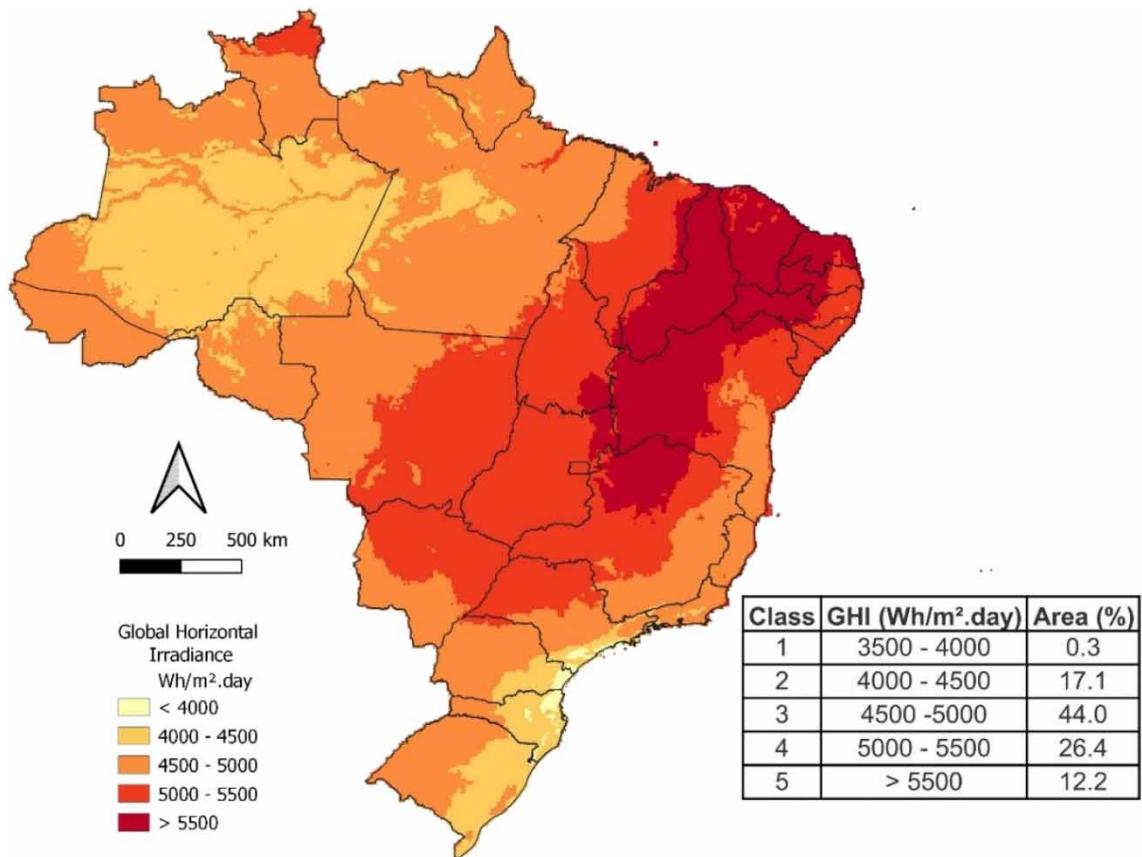 0 250 500 km
Global Horizontal
Irradiance
Wh/m².day
< 4000
4000 - 4500
4500 - 5000
5000 - 5500
> 5500
Class GHI (Wh/m².day) Area (%)
1 3500 - 4000 0.3
2 4000 - 4500 17.1
3 4500 -5000 44.0
4 5000 - 5500 26.4
5 > 5500 12.2